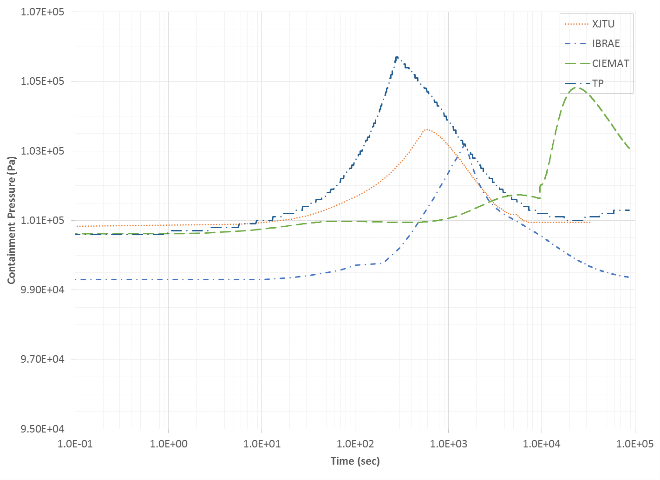 1.07E+05
1.05E+05
1.03E+05
1.01E+05
9.90E+04
9.70E+04
9.50E+04
Containment Pressure (Pa)
1.0E-01 1.0E+00 1.0E+01 1.0E+02 1.0E+03 1.0E+04 1.0E+05
Time (sec)
XJTU
IBRAE
CIEMAT
TP